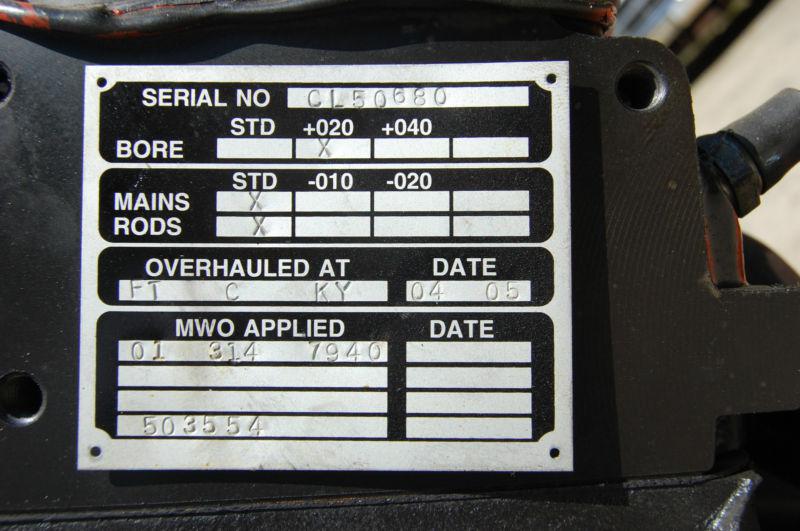 SERIAL NO CL50680
STD +020 +040
BORE X
STD -010 -020
MAINS X
RODS X
OVERHAULED AT DATE
FT C KY 04 05
MWO APPLIED DATE
01 314 7940
503554